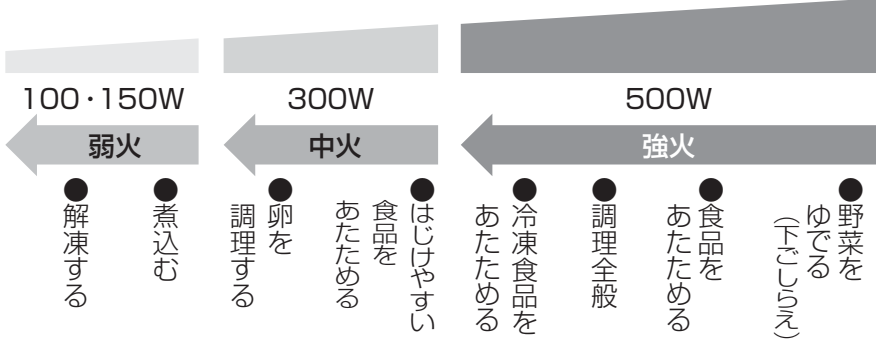 100・150W
弱火
●解凍する
●煮込む
300W
中火
●卵を
調理する
●はじけやすい
食品を
あたためる
500W
強火
●冷凍食品を
あたためる
●調理全般
●食品を
あたためる
●野菜を
ゆでる
(下ごしらえ)